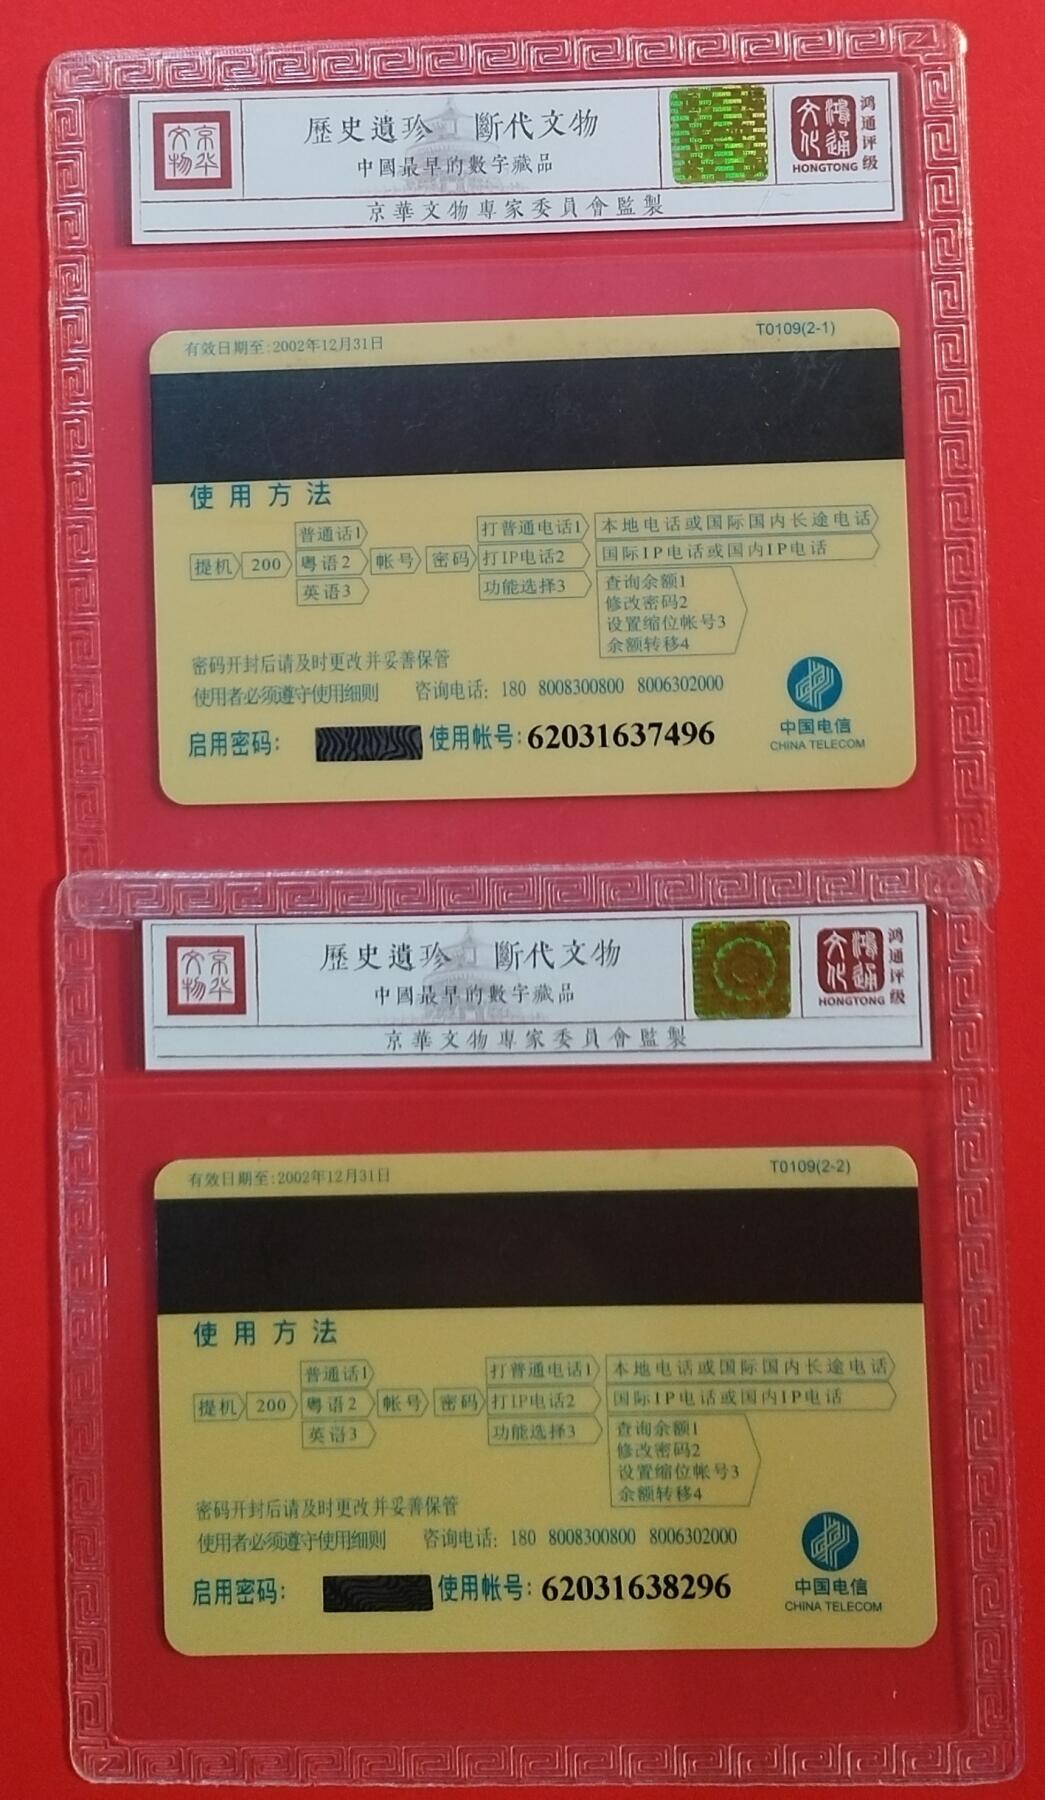 京华文物
歷史遺珍 斷代文物
中國最早的數字藏品
京華文物專家委員會監製
鴻通文化
HONGTONG
鸿通评级
有效日期至:2002年12月31日
T0109(2-1)
使用方法
提机 200
普通话1
粤语2
英语3
帐号 密码
打普通电话1 本地电话或国际国内长途电话
打IP电话2 国际IP电话或国内IP电话
功能选择3
查询余额1
修改密码2
设置缩位帐号3
余额转移4
密码开封后请及时更改并妥善保管
使用者必须遵守使用细则 咨询电话: 180 8008300800 8006302000
启用密码: 使用帐号:62031637496
中国电信
CHINA TELECOM
京华文物
歷史遺珍 斷代文物
中國最早的數字藏品
京華文物專家委員會監製
鴻通文化
HONGTONG
鸿通评级
有效日期至:2002年12月31日
T0109(2-2)
使用方法
提机 200
普通话1
粤语2
英语3
帐号 密码
打普通电话1 本地电话或国际国内长途电话
打IP电话2 国际IP电话或国内IP电话
功能选择3
查询余额1
修改密码2
设置缩位帐号3
余额转移4
密码开封后请及时更改并妥善保管
使用者必须遵守使用细则 咨询电话: 180 8008300800 8006302000
启用密码: 使用帐号:62031638296
中国电信
CHINA TELECOM